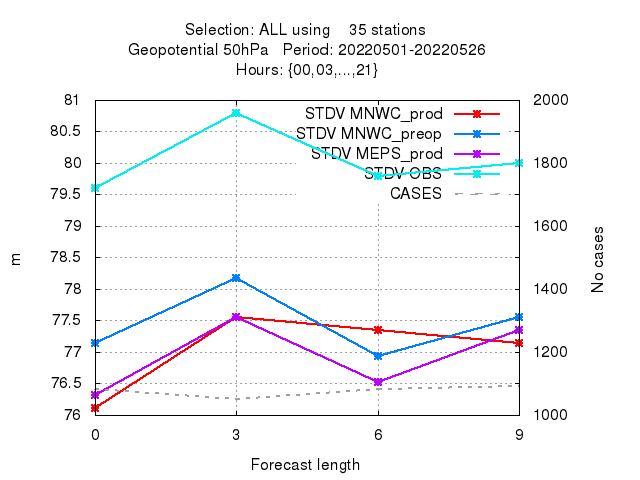 Selection: ALL using    35 stations
Geopotential 50hPa   Period: 20220501-20220526
Hours: {00,03,...,21}
81
2000
STDV MNWC_prod
80.5
STDV MNWC_preop
STDV MEPS_prod
80
1800
STDV OBS
79.5
CASES
79
1600
78.5
m
No cases
78
1400
77.5
77
1200
76.5
76
1000
0
3
6
9
Forecast length